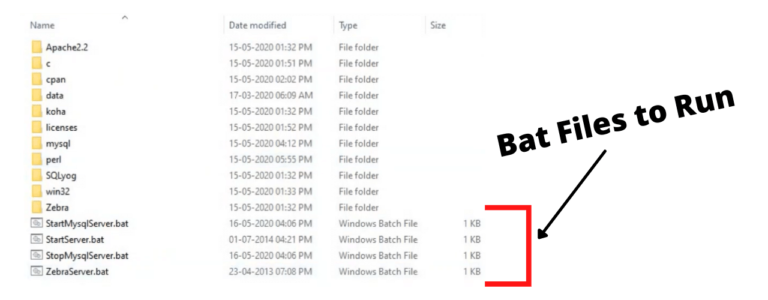 Name Date modified Type Size
Apache2.2 15-05-2020 01:32 PM File folder
c 15-05-2020 01:51 PM File folder
cpan 15-05-2020 02:02 PM File folder
data 17-03-2020 06:09 AM File folder
koha 15-05-2020 01:32 PM File folder
licenses 15-05-2020 01:52 PM File folder
mysql 15-05-2020 04:12 PM File folder
perl 15-05-2020 05:55 PM File folder
SQLyog 15-05-2020 01:32 PM File folder
win32 15-05-2020 01:33 PM File folder
Zebra 15-05-2020 01:32 PM File folder
StartMysqlServer.bat 16-05-2020 04:06 PM Windows Batch File 1 KB
StartServer.bat 01-07-2014 04:21 PM Windows Batch File 1 KB
StopMysqlServer.bat 16-05-2020 04:06 PM Windows Batch File 1 KB
ZebraServer.bat 23-04-2013 07:08 PM Windows Batch File 1 KB
Bat Files to Run